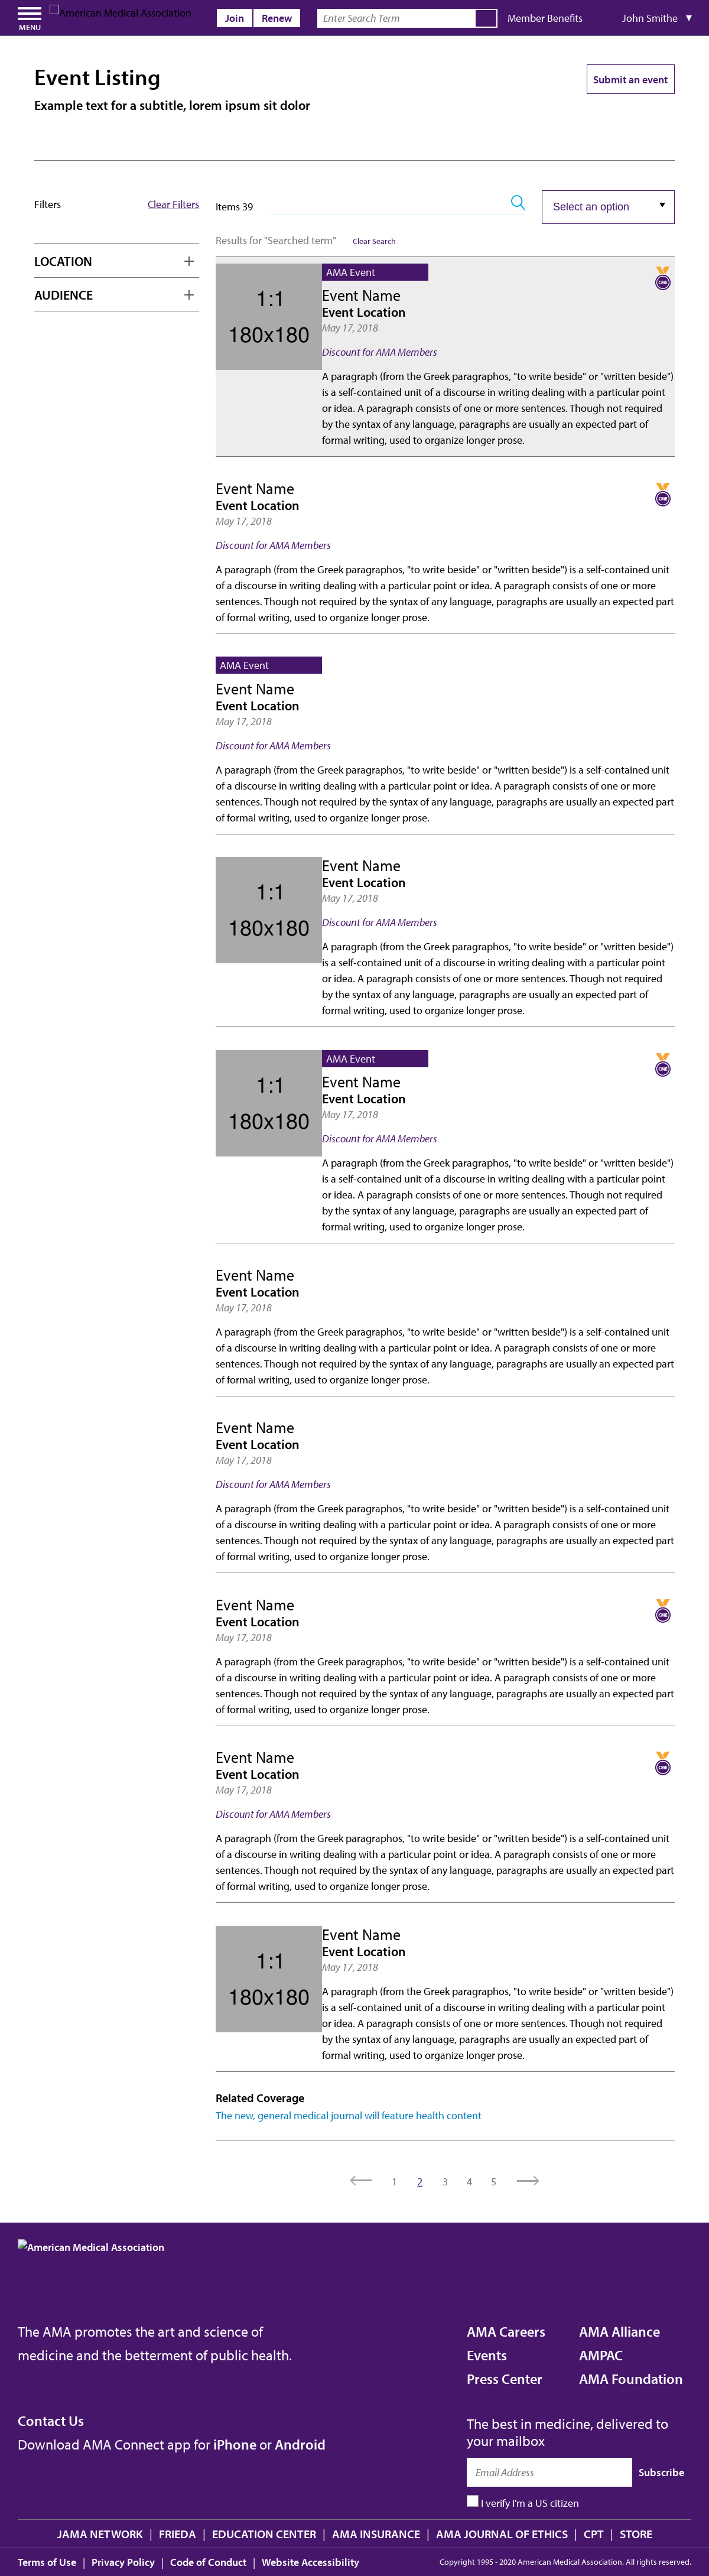 MENU
American Medical Association
Join
Renew
Enter Search Term
Member Benefits
John Smithe ▼
Event Listing
Submit an event
Example text for a subtitle, lorem ipsum sit dolor
Filters
Clear Filters
LOCATION
AUDIENCE
Items 39
Select an option
Results for "Searched term"
Clear Search
1:1
180x180
AMA Event
CME
Event Name
Event Location
May 17, 2018
Discount for AMA Members
A paragraph (from the Greek paragraphos, "to write beside" or "written beside")
is a self-contained unit of a discourse in writing dealing with a particular point
or idea. A paragraph consists of one or more sentences. Though not required
by the syntax of any language, paragraphs are usually an expected part of
formal writing, used to organize longer prose.
Event Name
CME
Event Location
May 17, 2018
Discount for AMA Members
A paragraph (from the Greek paragraphos, "to write beside" or "written beside") is a self-contained unit
of a discourse in writing dealing with a particular point or idea. A paragraph consists of one or more
sentences. Though not required by the syntax of any language, paragraphs are usually an expected part
of formal writing, used to organize longer prose.
AMA Event
Event Name
Event Location
May 17, 2018
Discount for AMA Members
A paragraph (from the Greek paragraphos, "to write beside" or "written beside") is a self-contained unit
of a discourse in writing dealing with a particular point or idea. A paragraph consists of one or more
sentences. Though not required by the syntax of any language, paragraphs are usually an expected part
of formal writing, used to organize longer prose.
1:1
180x180
Event Name
Event Location
May 17, 2018
Discount for AMA Members
A paragraph (from the Greek paragraphos, "to write beside" or "written beside")
is a self-contained unit of a discourse in writing dealing with a particular point
or idea. A paragraph consists of one or more sentences. Though not required
by the syntax of any language, paragraphs are usually an expected part of
formal writing, used to organize longer prose.
1:1
180x180
AMA Event
CME
Event Name
Event Location
May 17, 2018
Discount for AMA Members
A paragraph (from the Greek paragraphos, "to write beside" or "written beside")
is a self-contained unit of a discourse in writing dealing with a particular point
or idea. A paragraph consists of one or more sentences. Though not required
by the syntax of any language, paragraphs are usually an expected part of
formal writing, used to organize longer prose.
Event Name
Event Location
May 17, 2018
A paragraph (from the Greek paragraphos, "to write beside" or "written beside") is a self-contained unit
of a discourse in writing dealing with a particular point or idea. A paragraph consists of one or more
sentences. Though not required by the syntax of any language, paragraphs are usually an expected part
of formal writing, used to organize longer prose.
Event Name
Event Location
May 17, 2018
Discount for AMA Members
A paragraph (from the Greek paragraphos, "to write beside" or "written beside") is a self-contained unit
of a discourse in writing dealing with a particular point or idea. A paragraph consists of one or more
sentences. Though not required by the syntax of any language, paragraphs are usually an expected part
of formal writing, used to organize longer prose.
Event Name
CME
Event Location
May 17, 2018
A paragraph (from the Greek paragraphos, "to write beside" or "written beside") is a self-contained unit
of a discourse in writing dealing with a particular point or idea. A paragraph consists of one or more
sentences. Though not required by the syntax of any language, paragraphs are usually an expected part
of formal writing, used to organize longer prose.
Event Name
CME
Event Location
May 17, 2018
Discount for AMA Members
A paragraph (from the Greek paragraphos, "to write beside" or "written beside") is a self-contained unit
of a discourse in writing dealing with a particular point or idea. A paragraph consists of one or more
sentences. Though not required by the syntax of any language, paragraphs are usually an expected part
of formal writing, used to organize longer prose.
1:1
180x180
Event Name
Event Location
May 17, 2018
A paragraph (from the Greek paragraphos, "to write beside" or "written beside")
is a self-contained unit of a discourse in writing dealing with a particular point
or idea. A paragraph consists of one or more sentences. Though not required
by the syntax of any language, paragraphs are usually an expected part of
formal writing, used to organize longer prose.
Related Coverage
The new, general medical journal will feature health content
1 2 3 4 5
American Medical Association
The AMA promotes the art and science of
medicine and the betterment of public health.
AMA Careers
Events
Press Center
AMA Alliance
AMPAC
AMA Foundation
Contact Us
Download AMA Connect app for iPhone or Android
The best in medicine, delivered to
your mailbox
Email Address
Subscribe
I verify I'm a US citizen
JAMA NETWORK | FRIEDA | EDUCATION CENTER | AMA INSURANCE | AMA JOURNAL OF ETHICS | CPT | STORE
Terms of Use | Privacy Policy | Code of Conduct | Website Accessibility
Copyright 1995 - 2020 American Medical Association. All rights reserved.